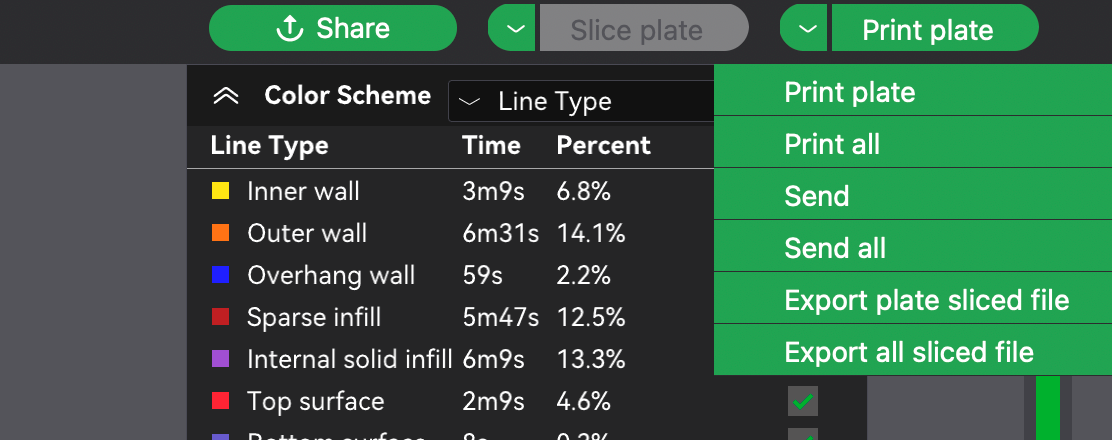 Share
Slice plate
Print plate
Color Scheme
Line Type
Line Type Time Percent
Inner wall 3m9s 6.8%
Outer wall 6m31s 14.1%
Overhang wall 59s 2.2%
Sparse infill 5m47s 12.5%
Internal solid infill 6m9s 13.3%
Top surface 2m9s 4.6%
Bottom surface
Print plate
Print all
Send
Send all
Export plate sliced file
Export all sliced file